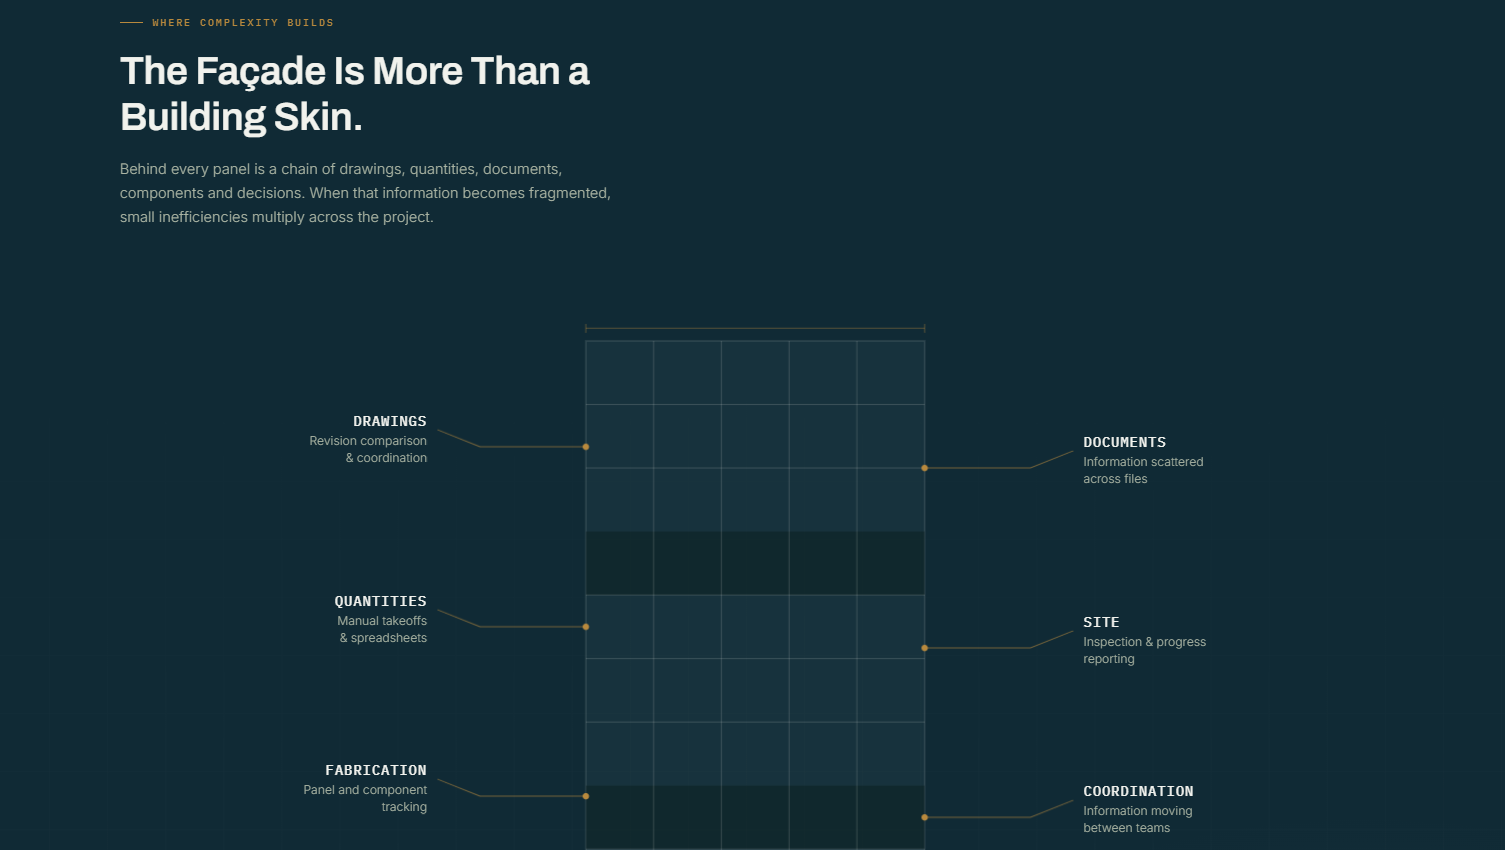 WHERE COMPLEXITY BUILDS
The Façade Is More Than a
Building Skin.
Behind every panel is a chain of drawings, quantities, documents,
components and decisions. When that information becomes fragmented,
small inefficiencies multiply across the project.
DRAWINGS
Revision comparison
& coordination
DOCUMENTS
Information scattered
across files
QUANTITIES
Manual takeoffs
& spreadsheets
SITE
Inspection & progress
reporting
FABRICATION
Panel and component
tracking
COORDINATION
Information moving
between teams